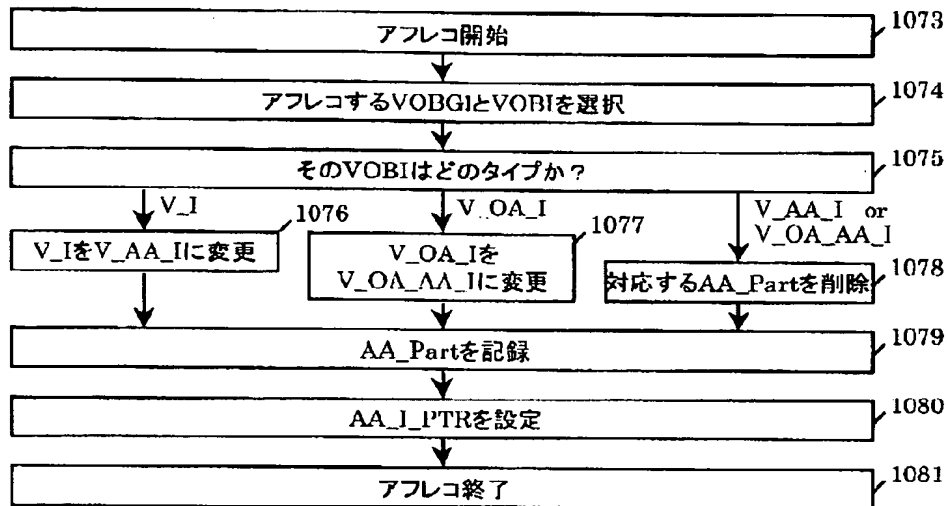 アフレコ開始
1073
アフレコするVOBGIとVOBIを選択
1074
そのVOBIはどのタイプか？
1075
V_I
V_OA_I
V_AA_I or
V_OA_AA_I
V_IをV_AA_Iに変更
1076
V_OA_Iを
V_OA_AA_Iに変更
1077
対応するAA_Partを削除
1078
AA_Partを記録
1079
AA_I_PTRを設定
1080
アフレコ終了
1081